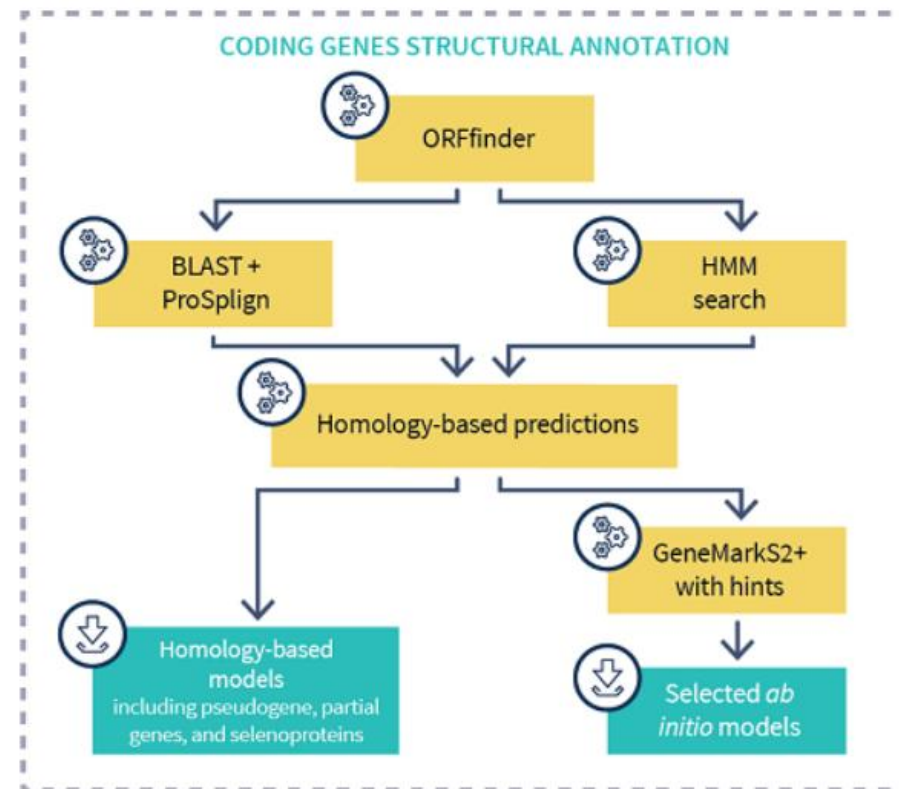 CODING GENES STRUCTURAL ANNOTATION
ORFfinder
BLAST +
ProSplign
HMM
search
Homology-based predictions
GeneMarkS2+
with hints
Homology-based
models
including pseudogene, partial
genes, and selenoproteins
Selected ab
initio models